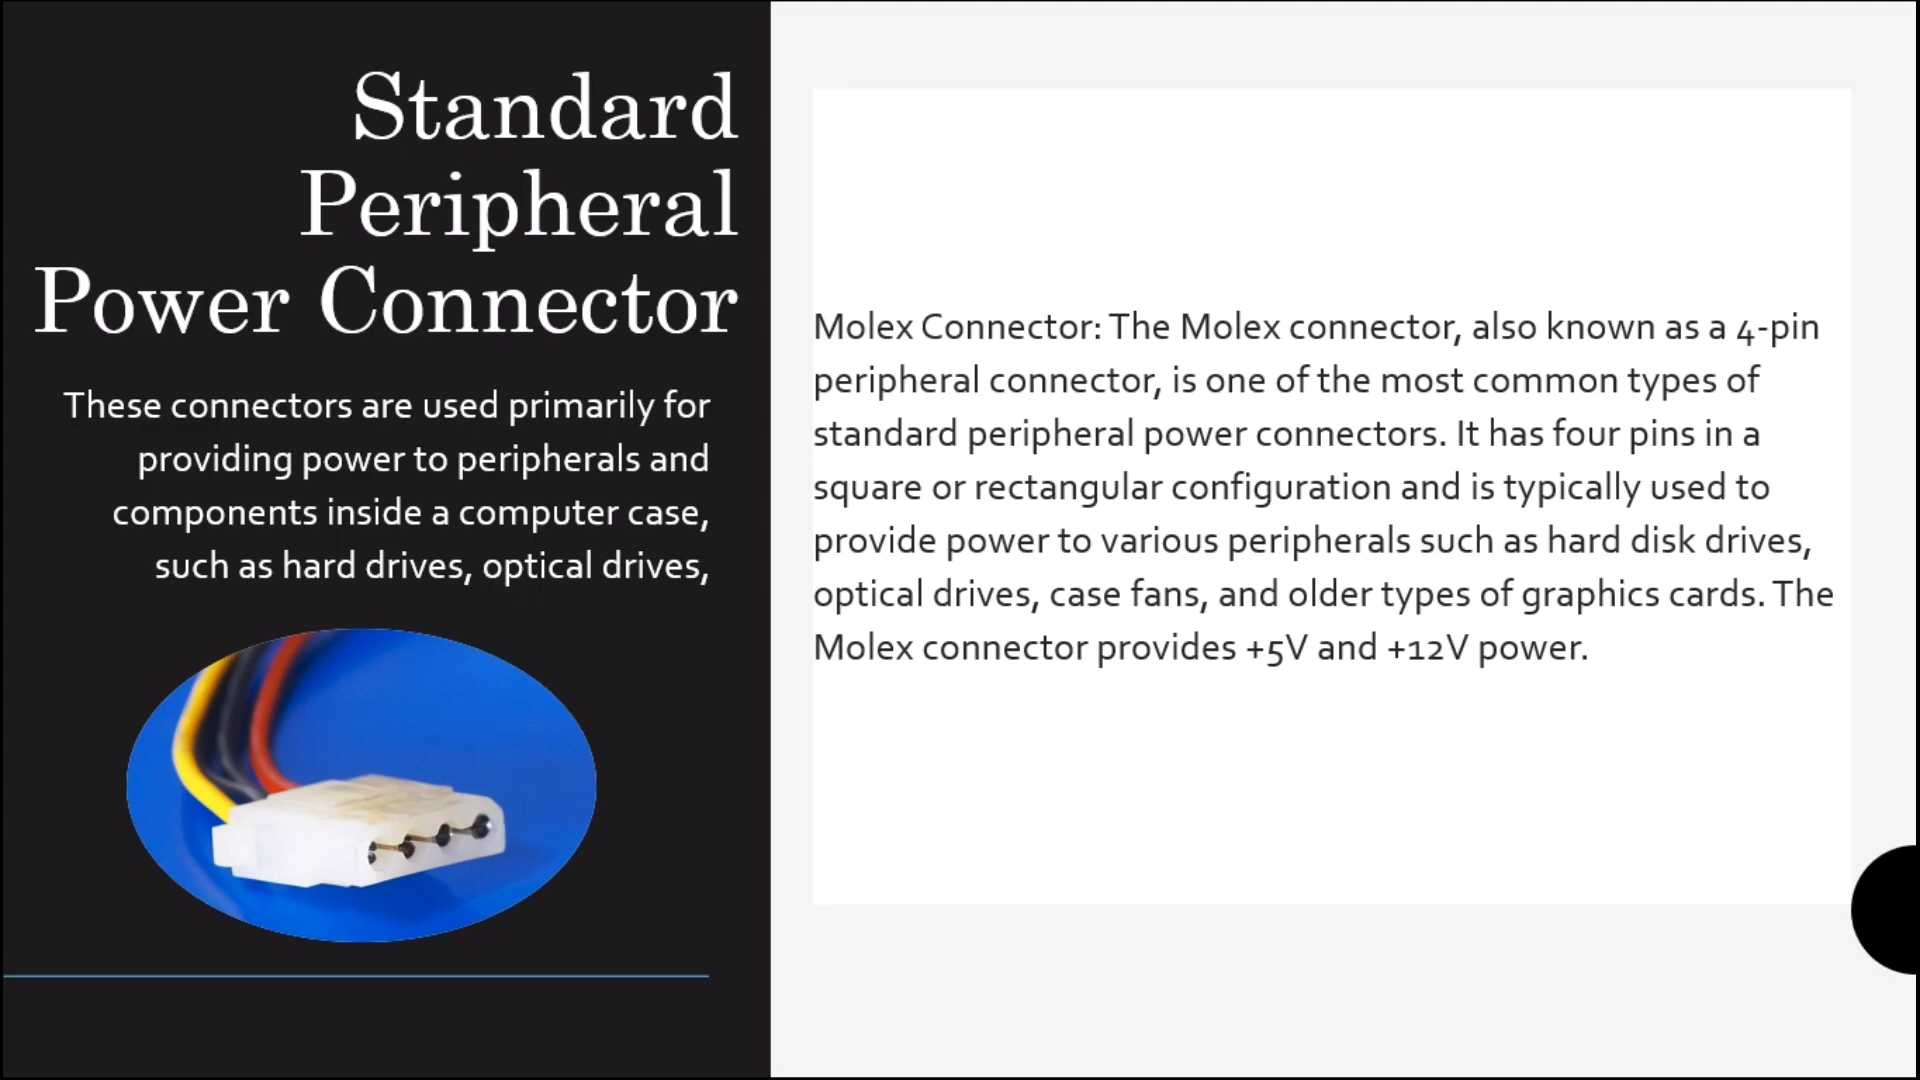 Standard
Peripheral
Power Connector
These connectors are used primarily for
providing power to peripherals and
components inside a computer case,
such as hard drives, optical drives,
Molex Connector: The Molex connector, also known as a 4-pin
peripheral connector, is one of the most common types of
standard peripheral power connectors. It has four pins in a
square or rectangular configuration and is typically used to
provide power to various peripherals such as hard disk drives,
optical drives, case fans, and older types of graphics cards. The
Molex connector provides +5V and +12V power.